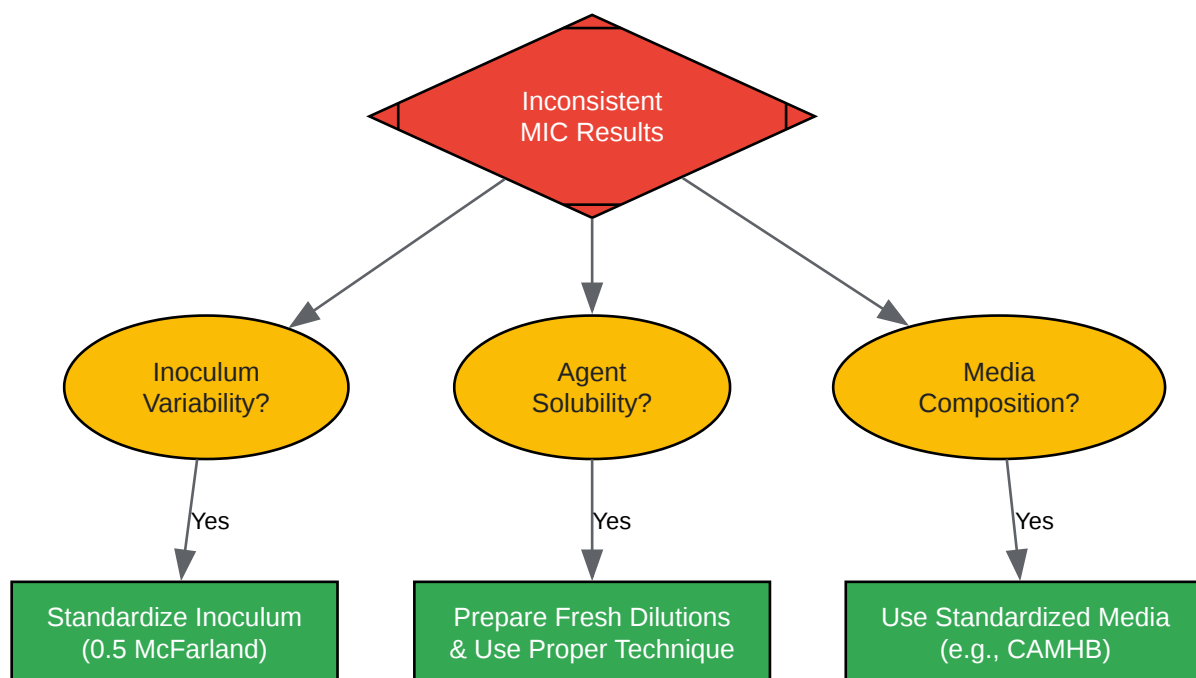 Inconsistent
MIC Results
Inoculum
Variability?
Agent
Solubility?
Media
Composition?
Yes
Yes
Yes
Standardize Inoculum
(0.5 McFarland)
Prepare Fresh Dilutions
& Use Proper Technique
Use Standardized Media
(e.g., CAMHB)